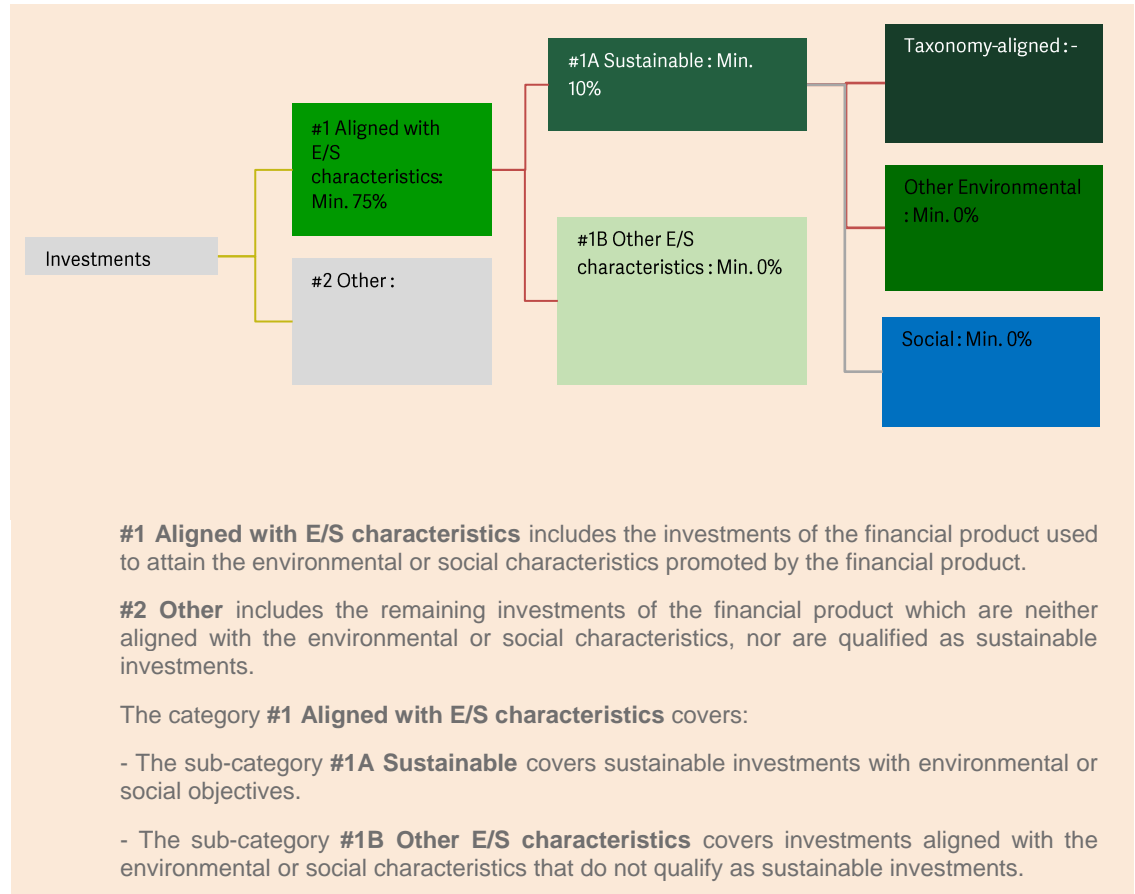 Investments
#1 Aligned with
E/S
characteristics:
Min. 75%
#2 Other :
#1A Sustainable : Min.
10%
#1B Other E/S
characteristics : Min. 0%
Taxonomy-aligned : -
Other Environmental
: Min. 0%
Social : Min. 0%
#1 Aligned with E/S characteristics includes the investments of the financial product used
to attain the environmental or social characteristics promoted by the financial product.
#2 Other includes the remaining investments of the financial product which are neither
aligned with the environmental or social characteristics, nor are qualified as sustainable
investments.
The category #1 Aligned with E/S characteristics covers:
- The sub-category #1A Sustainable covers sustainable investments with environmental or
social objectives.
- The sub-category #1B Other E/S characteristics covers investments aligned with the
environmental or social characteristics that do not qualify as sustainable investments.